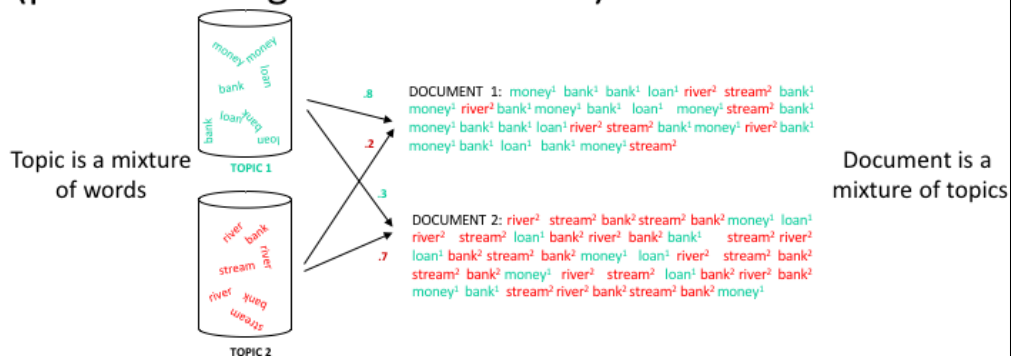 money money
loan
bank
loan bank
bank
loan
TOPIC 1
Topic is a mixture
of words
river bank
river
stream
river
bank
stream
TOPIC 2
.8
.2
.3
.7
DOCUMENT 1: money¹ bank¹ bank¹ loan¹ river² stream² bank¹
money¹ river² bank¹ money¹ bank¹ loan¹ money¹ stream² bank¹
money¹ bank¹ bank¹ loan¹ river² stream² bank¹ money¹ river² bank¹
money¹ bank¹ loan¹ bank¹ money¹ stream²
DOCUMENT 2: river² stream² bank² stream² bank² money¹ loan¹
river² stream² loan¹ bank² river² bank² bank¹ stream² river²
loan¹ bank² stream² bank² money¹ loan¹ river² stream² bank²
stream² bank² money¹ river² stream² loan¹ bank² river² bank²
money¹ bank¹ stream² river² bank² stream² bank² money¹
Document is a
mixture of topics